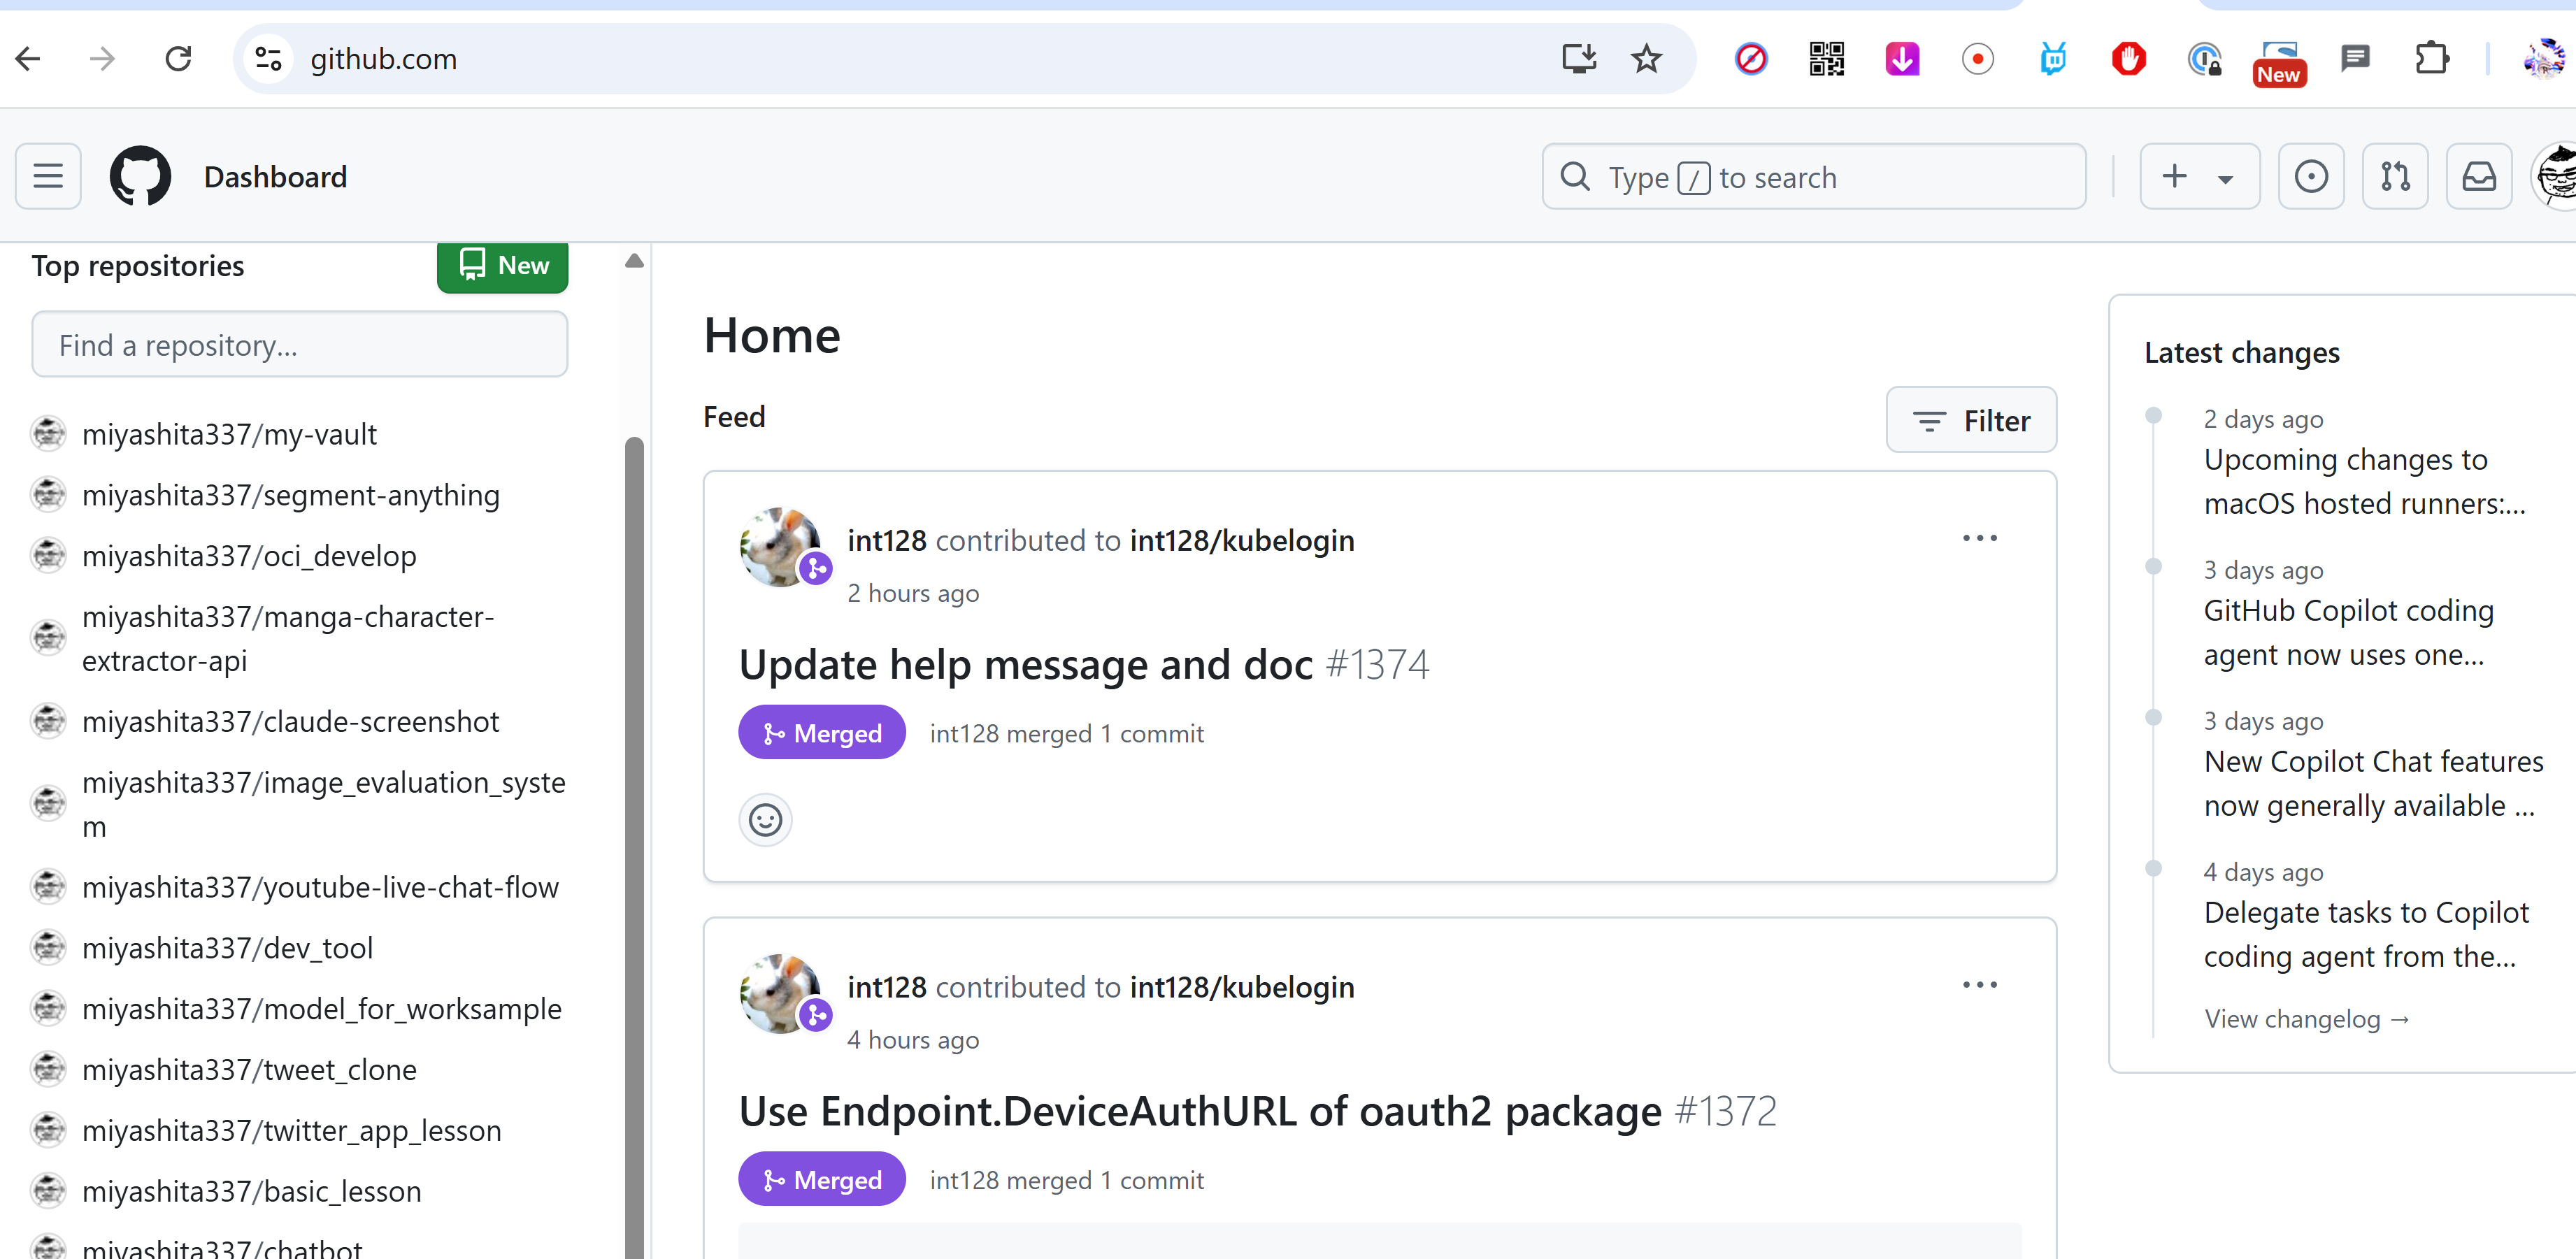 github.com
New
Dashboard
Type / to search
Top repositories
New
Find a repository...
miyashita337/my-vault
miyashita337/segment-anything
miyashita337/oci_develop
miyashita337/manga-character-
extractor-api
miyashita337/claude-screenshot
miyashita337/image_evaluation_syste
m
miyashita337/youtube-live-chat-flow
miyashita337/dev_tool
miyashita337/model_for_worksample
miyashita337/tweet_clone
miyashita337/twitter_app_lesson
miyashita337/basic_lesson
miyashita337/chatbot
Home
Feed
Filter
int128 contributed to int128/kubelogin
2 hours ago
Update help message and doc #1374
Merged
int128 merged 1 commit
int128 contributed to int128/kubelogin
4 hours ago
Use Endpoint.DeviceAuthURL of oauth2 package #1372
Merged
int128 merged 1 commit
Latest changes
2 days ago
Upcoming changes to
macOS hosted runners:...
3 days ago
GitHub Copilot coding
agent now uses one...
3 days ago
New Copilot Chat features
now generally available ...
4 days ago
Delegate tasks to Copilot
coding agent from the...
View changelog →